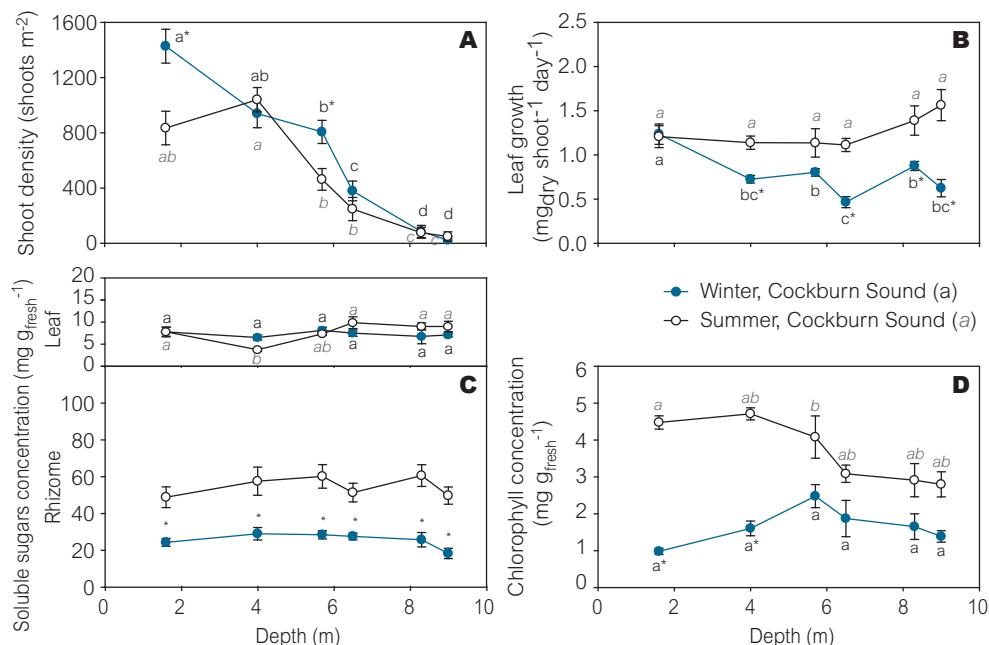 Shoot density (shoots m-2)
1600
1200
800
400
0
A
a*
ab
b*
c
d
d
ab
a
b
b
c
c
Leaf growth
(mgdry shoot-1 day-1)
2.5
2.0
1.5
1.0
0.5
0.0
B
a
a
a
a
a
a
bc*
b
c*
b*
bc*
Winter, Cockburn Sound (a)
Summer, Cockburn Sound (a)
Soluble sugars concentration (mg gfresh-1)
Leaf
20
15
10
5
0
a
a
a
a
a
a
a
b
ab
a
a
a
Rhizome
100
80
60
40
20
0
C
*
*
*
*
*
*
0
2
4
6
8
10
Depth (m)
Chlorophyll concentration
(mg gfresh-1)
6
5
4
3
2
1
0
D
a
ab
b
ab
ab
ab
a*
a*
a
a
a
a
0
2
4
6
8
10
Depth (m)